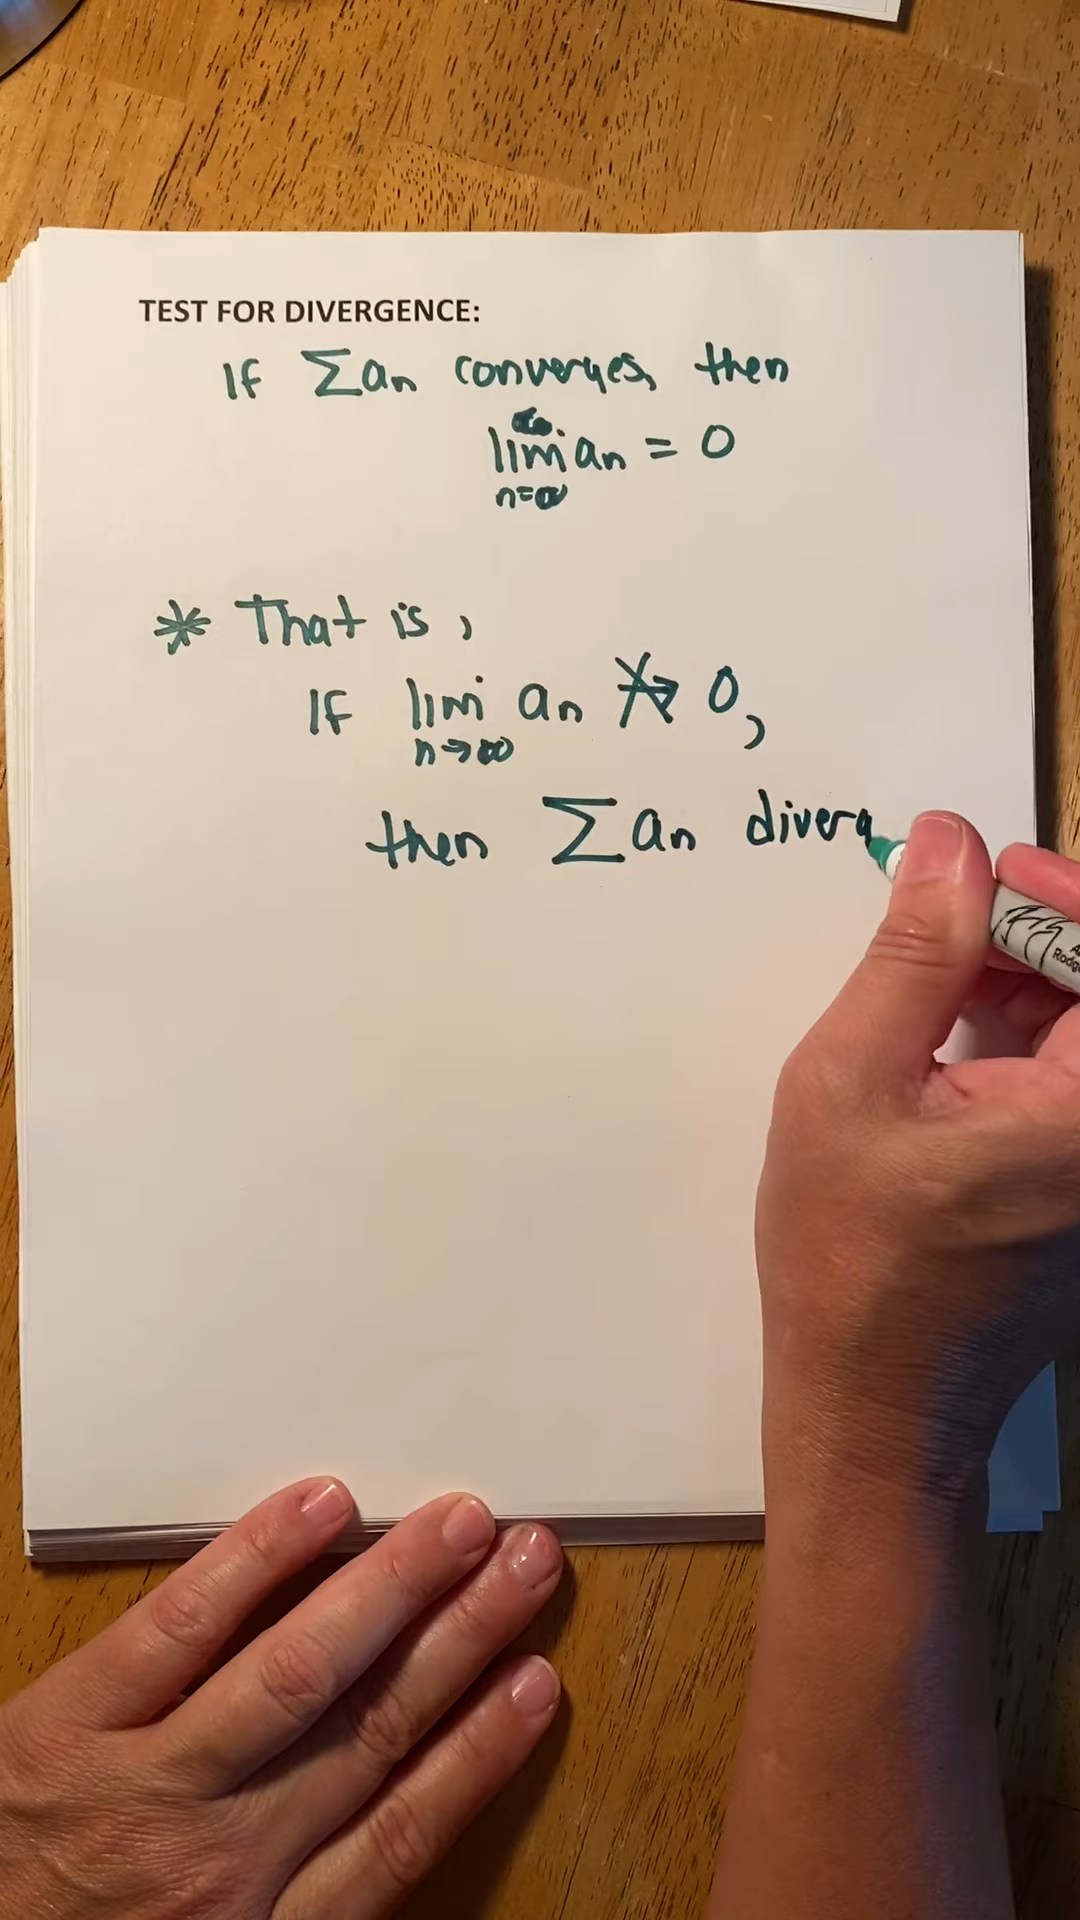 TEST FOR DIVERGENCE:
If Σan converges, then
lim an = 0
n=∞
* That is,
If lim an ↛ 0,
n→∞
then Σan diverg